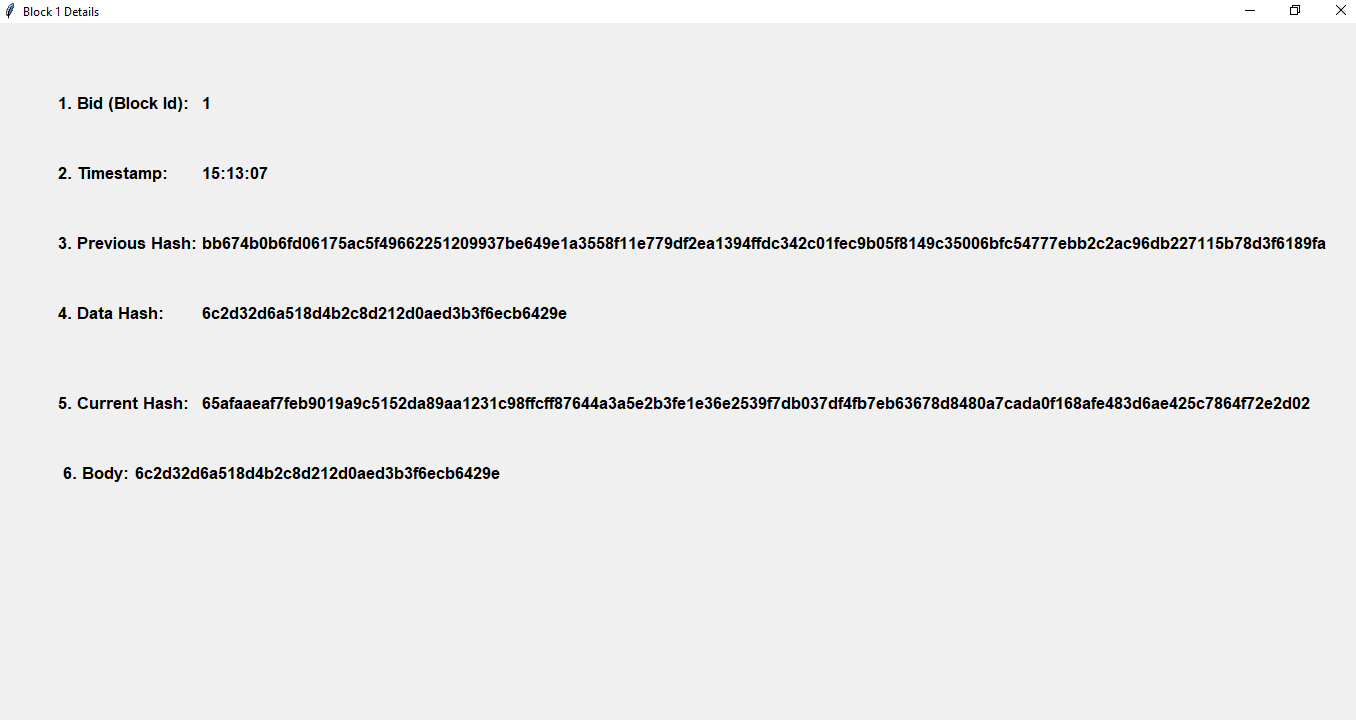 Block 1 Details
1. Bid (Block Id): 1
2. Timestamp: 15:13:07
3. Previous Hash: bb674b0b6fd06175ac5f49662251209937be649e1a3558f11e779df2ea1394ffdc342c01fec9b05f8149c35006bfc54777ebb2c2ac96db227115b78d3f6189fa
4. Data Hash: 6c2d32d6a518d4b2c8d212d0aed3b3f6ecb6429e
5. Current Hash: 65afaaeaf7feb9019a9c5152da89aa1231c98ffcff87644a3a5e2b3fe1e36e2539f7db037df4fb7eb63678d8480a7cada0f168afe483d6ae425c7864f72e2d02
6. Body: 6c2d32d6a518d4b2c8d212d0aed3b3f6ecb6429e